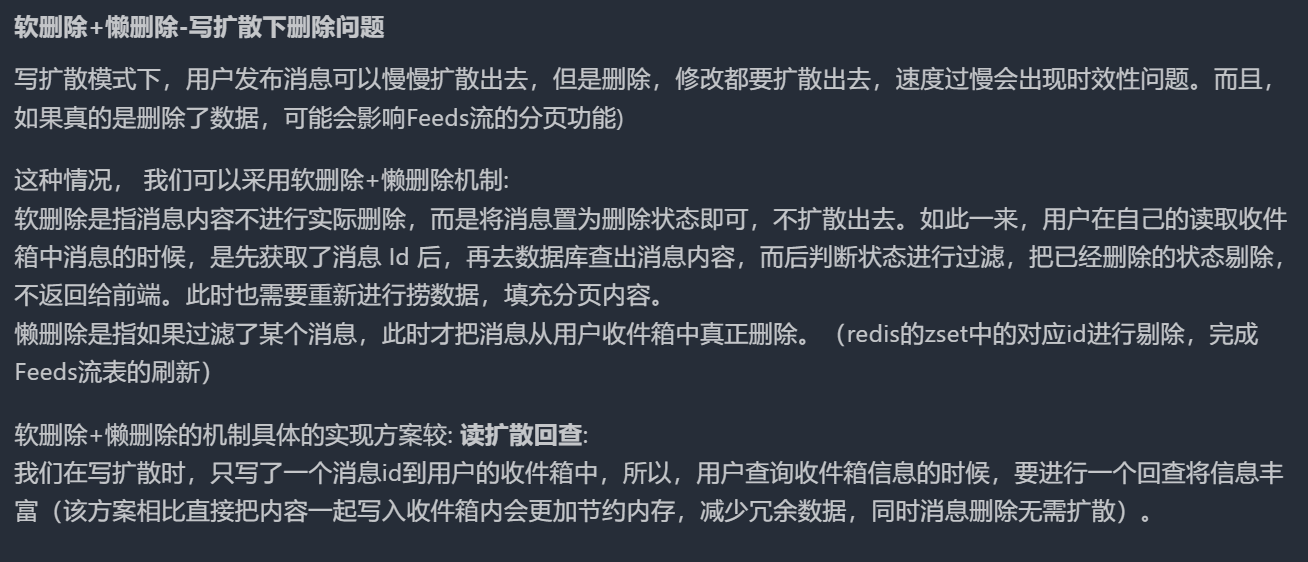 软删除+懒删除-写扩散下删除问题
写扩散模式下，用户发布消息可以慢慢扩散出去，但是删除，修改都要扩散出去，速度过慢会出现时效性问题。而且，
如果真的是删除了数据，可能会影响Feeds流的分页功能)
这种情况， 我们可以采用软删除+懒删除机制:
软删除是指消息内容不进行实际删除，而是将消息置为删除状态即可，不扩散出去。如此一来，用户在自己的读取收件
箱中消息的时候，是先获取了消息 Id 后，再去数据库查出消息内容，而后判断状态进行过滤，把已经删除的状态剔除，
不返回给前端。此时也需要重新进行捞数据，填充分页内容。
懒删除是指如果过滤了某个消息，此时才把消息从用户收件箱中真正删除。（redis的zset中的对应id进行剔除，完成
Feeds流表的刷新）
软删除+懒删除的机制具体的实现方案较: 读扩散回查:
我们在写扩散时，只写了一个消息id到用户的收件箱中，所以，用户查询收件箱信息的时候，要进行一个回查将信息丰
富（该方案相比直接把内容一起写入收件箱内会更加节约内存，减少冗余数据，同时消息删除无需扩散）。